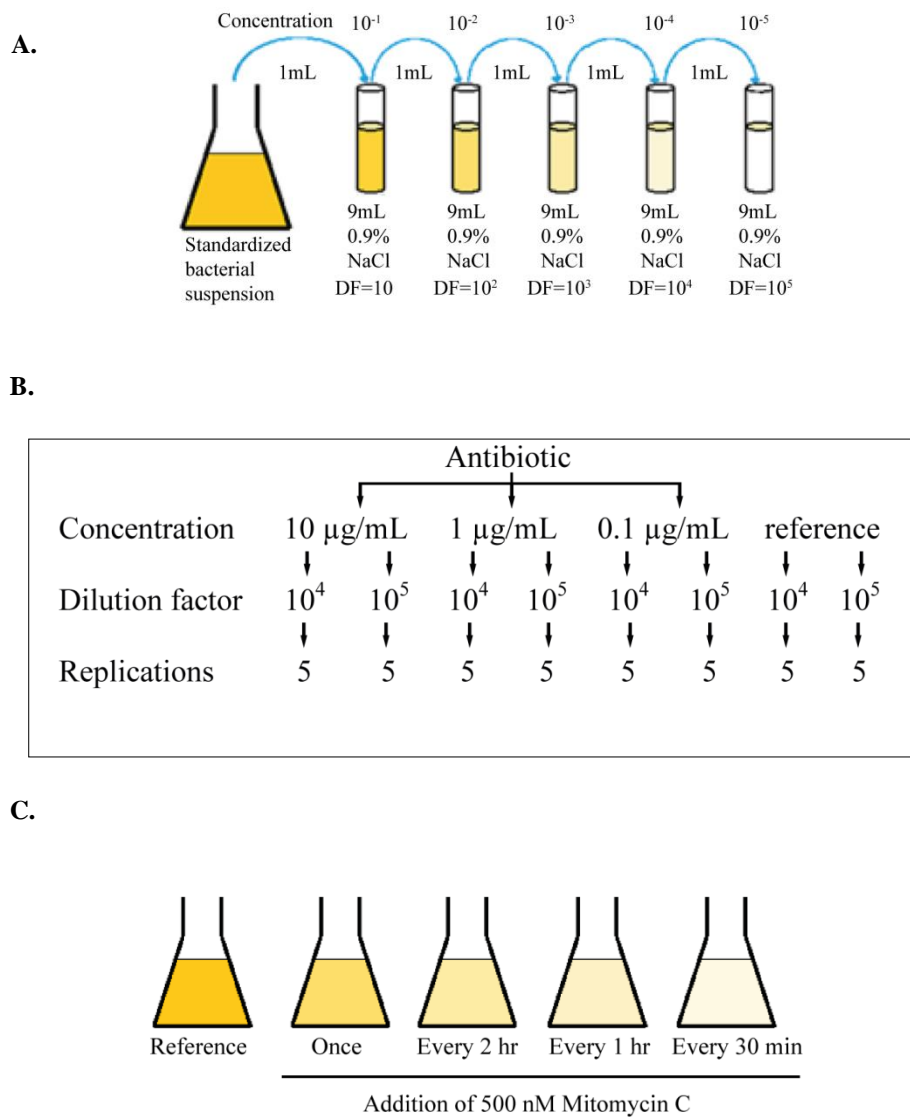 A.
Concentration 10⁻¹ 10⁻² 10⁻³ 10⁻⁴ 10⁻⁵
1mL 1mL 1mL 1mL 1mL
Standardized
bacterial
suspension
9mL 9mL 9mL 9mL 9mL
0.9% 0.9% 0.9% 0.9% 0.9%
NaCl NaCl NaCl NaCl NaCl
DF=10 DF=10² DF=10³ DF=10⁴ DF=10⁵
B.
Antibiotic
Concentration 10 µg/mL 1 µg/mL 0.1 µg/mL reference
Dilution factor 10⁴ 10⁵ 10⁴ 10⁵ 10⁴ 10⁵ 10⁴ 10⁵
Replications 5 5 5 5 5 5 5 5
C.
Reference Once Every 2 hr Every 1 hr Every 30 min
Addition of 500 nM Mitomycin C